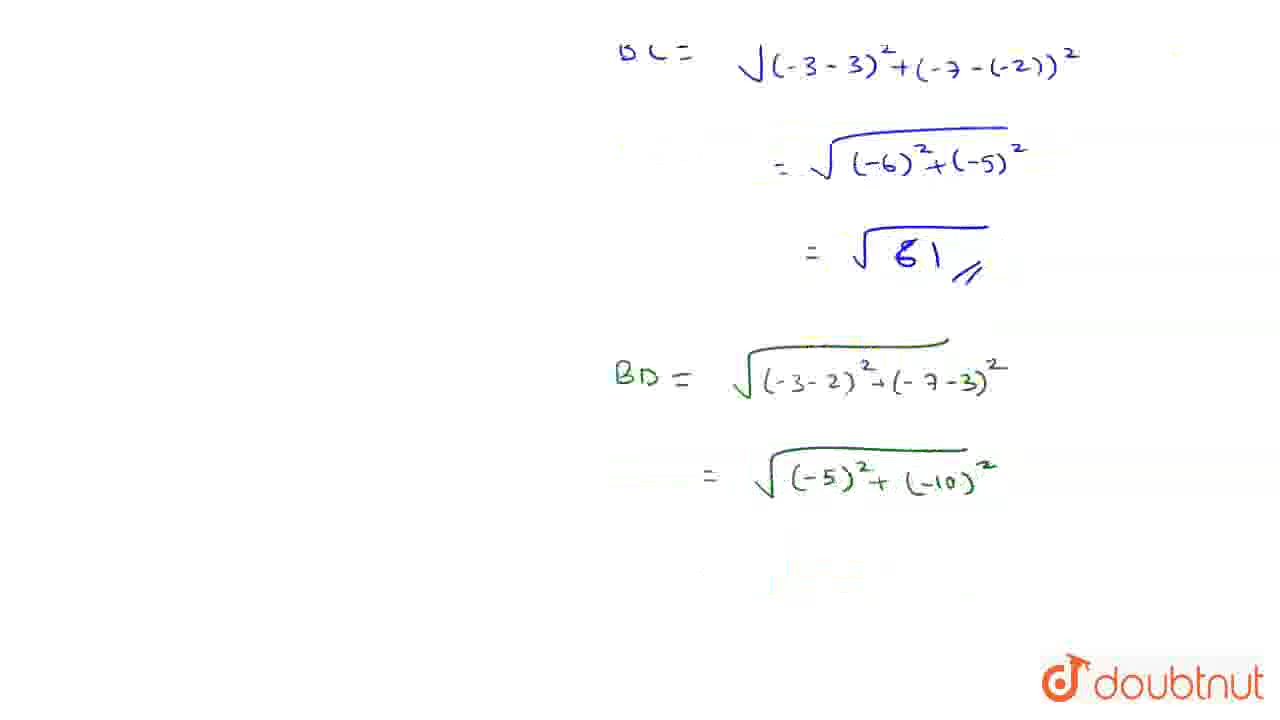 DC = √(-3-3)²+(-7-(-2))²
= √(-6)²+(-5)²
= √61
BD = √(-3-2)²+(-7-3)²
= √(-5)²+(-10)²
doubtnut